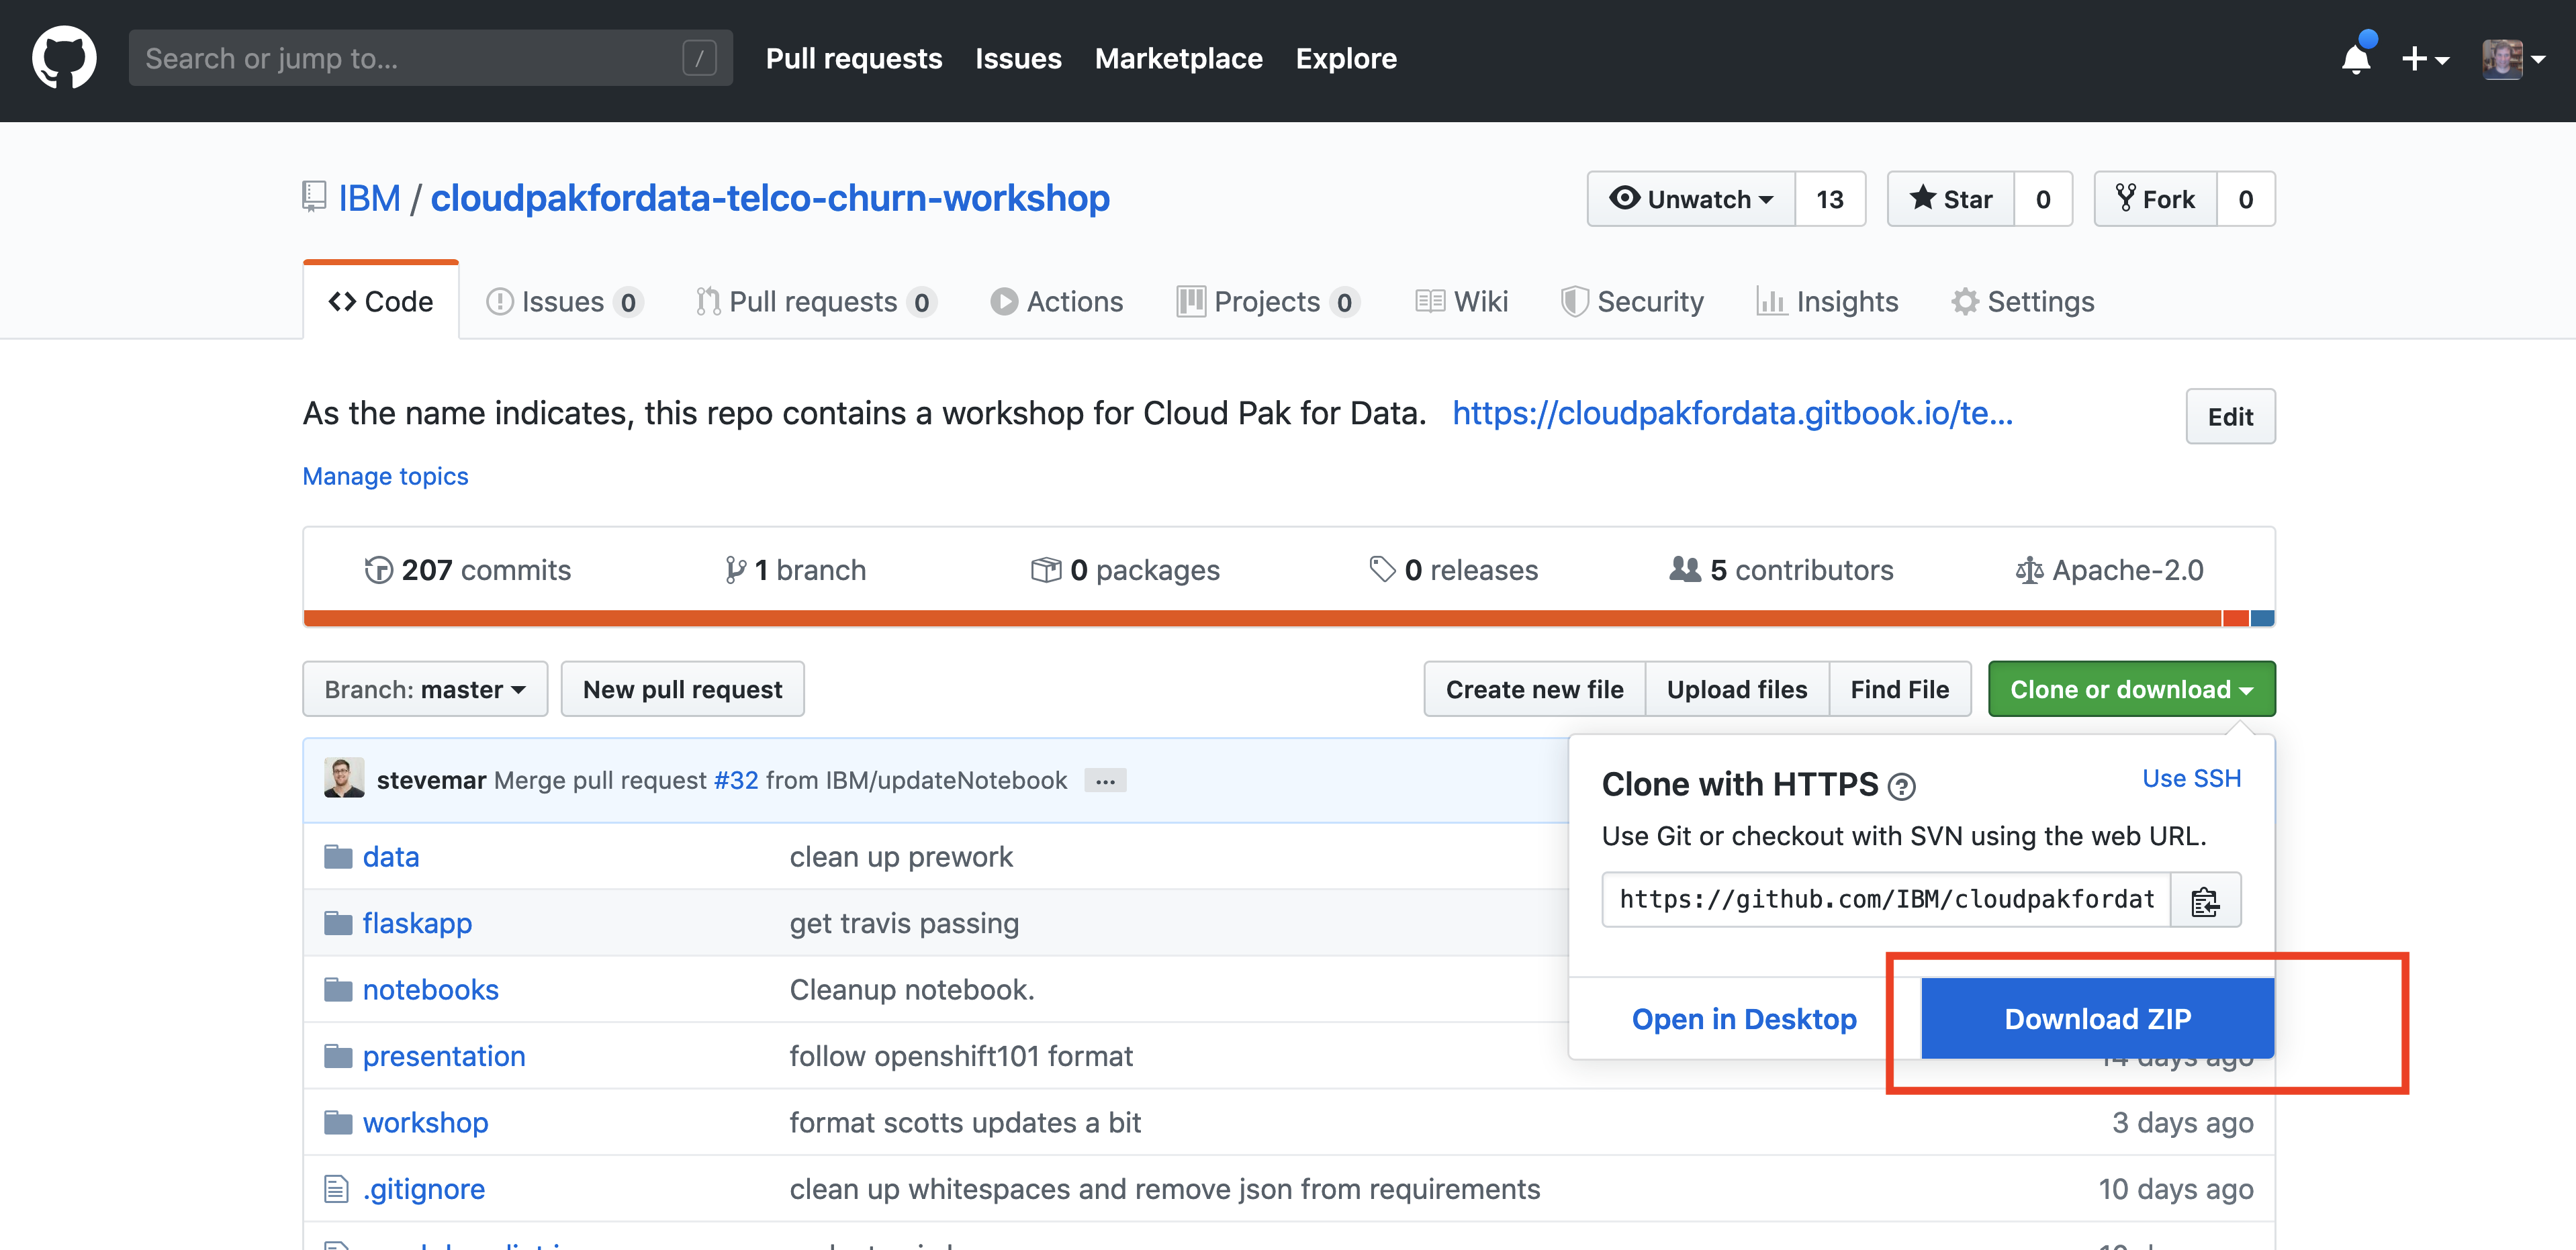 Search or jump to... / Pull requests Issues Marketplace Explore
IBM / cloudpakfordata-telco-churn-workshop Unwatch 13 Star 0 Fork 0
Code Issues 0 Pull requests 0 Actions Projects 0 Wiki Security Insights Settings
As the name indicates, this repo contains a workshop for Cloud Pak for Data. https://cloudpakfordata.gitbook.io/te... Edit
Manage topics
207 commits 1 branch 0 packages 0 releases 5 contributors Apache-2.0
Branch: master New pull request Create new file Upload files Find File Clone or download
stevemar Merge pull request #32 from IBM/updateNotebook ...
Clone with HTTPS ? Use SSH
Use Git or checkout with SVN using the web URL.
https://github.com/IBM/cloudpakfordat
Open in Desktop Download ZIP
data clean up prework
flaskapp get travis passing
notebooks Cleanup notebook.
presentation follow openshift101 format 14 days ago
workshop format scotts updates a bit 3 days ago
.gitignore clean up whitespaces and remove json from requirements 10 days ago